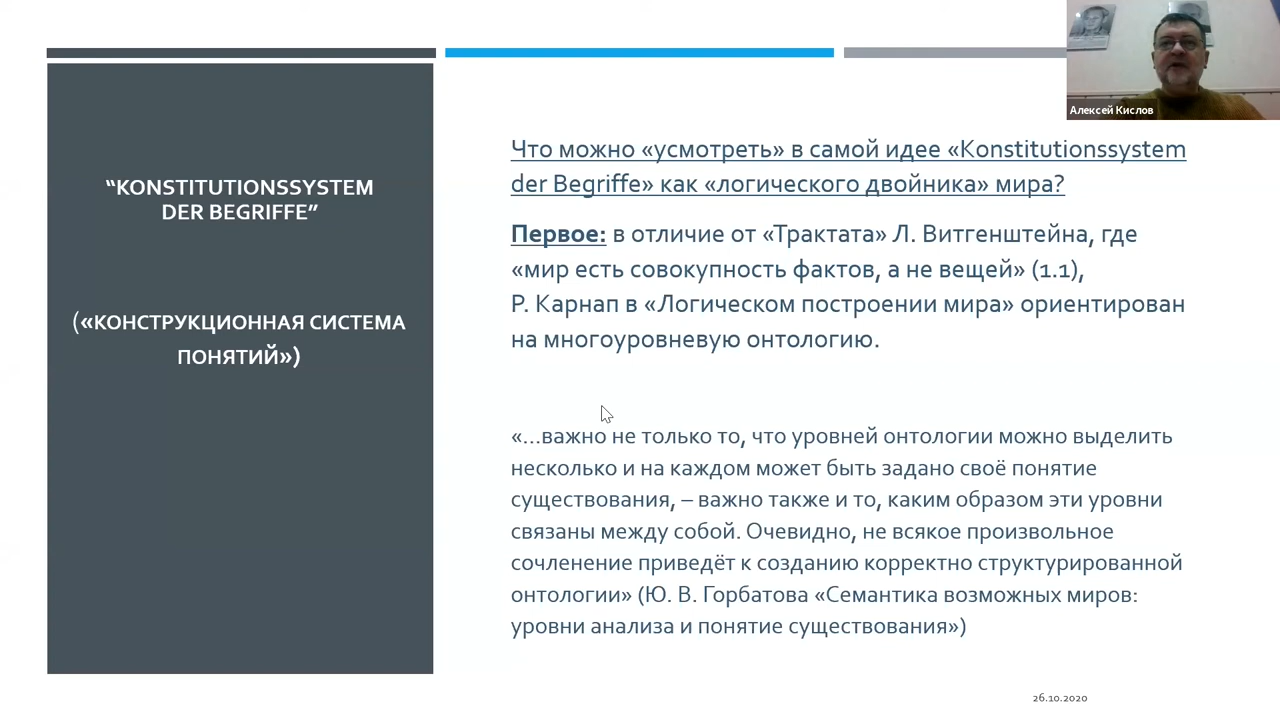 “KONSTITUTIONSSYSTEM
DER BEGRIFFE”
(«КОНСТРУКЦИОННАЯ СИСТЕМА
ПОНЯТИЙ»)
Алексей Кислов
Что можно «усмотреть» в самой идее «Konstitutionssystem
der Begriffe» как «логического двойника» мира?
Первое: в отличие от «Трактата» Л. Витгенштейна, где
«мир есть совокупность фактов, а не вещей» (1.1),
Р. Карнап в «Логическом построении мира» ориентирован
на многоуровневую онтологию.
«…важно не только то, что уровней онтологии можно выделить
несколько и на каждом может быть задано своё понятие
существования, – важно также и то, каким образом эти уровни
связаны между собой. Очевидно, не всякое произвольное
сочленение приведёт к созданию корректно структурированной
онтологии» (Ю. В. Горбатова «Семантика возможных миров:
уровни анализа и понятие существования»)
26.10.2020